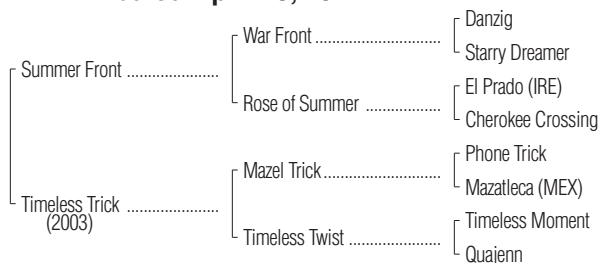 Danzig
War Front ......................
Starry Dreamer
Summer Front ......................
El Prado (IRE)
Rose of Summer ..................
Cherokee Crossing
Phone Trick
Mazel Trick............................
Mazatleca (MEX)
Timeless Trick ......................
(2003)
Timeless Moment
Timeless Twist ......................
Quajenn